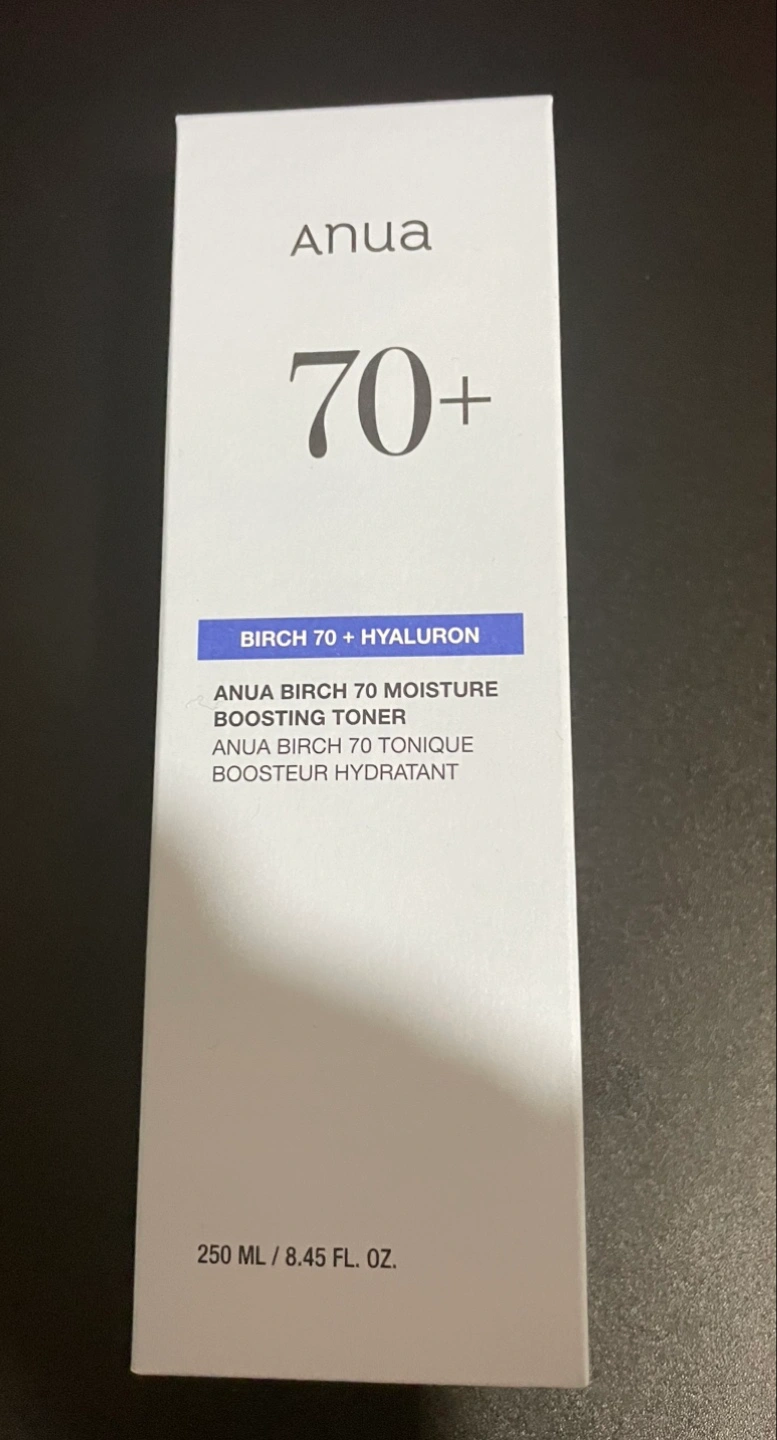 Anua
70+
BIRCH 70 + HYALURON
ANUA BIRCH 70 MOISTURE
BOOSTING TONER
ANUA BIRCH 70 TONIQUE
BOOSTEUR HYDRATANT
250 ML / 8.45 FL. OZ.